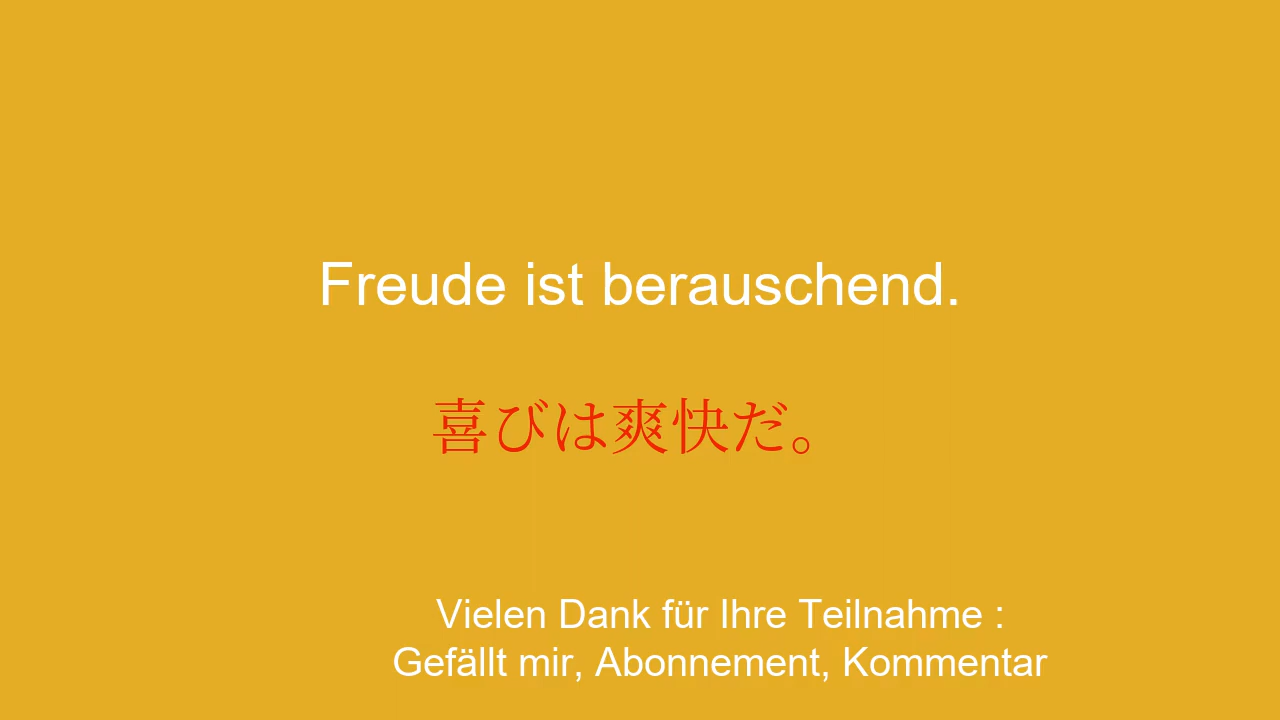 Freude ist berauschend.
喜びは爽快だ。
Vielen Dank für Ihre Teilnahme :
Gefällt mir, Abonnement, Kommentar